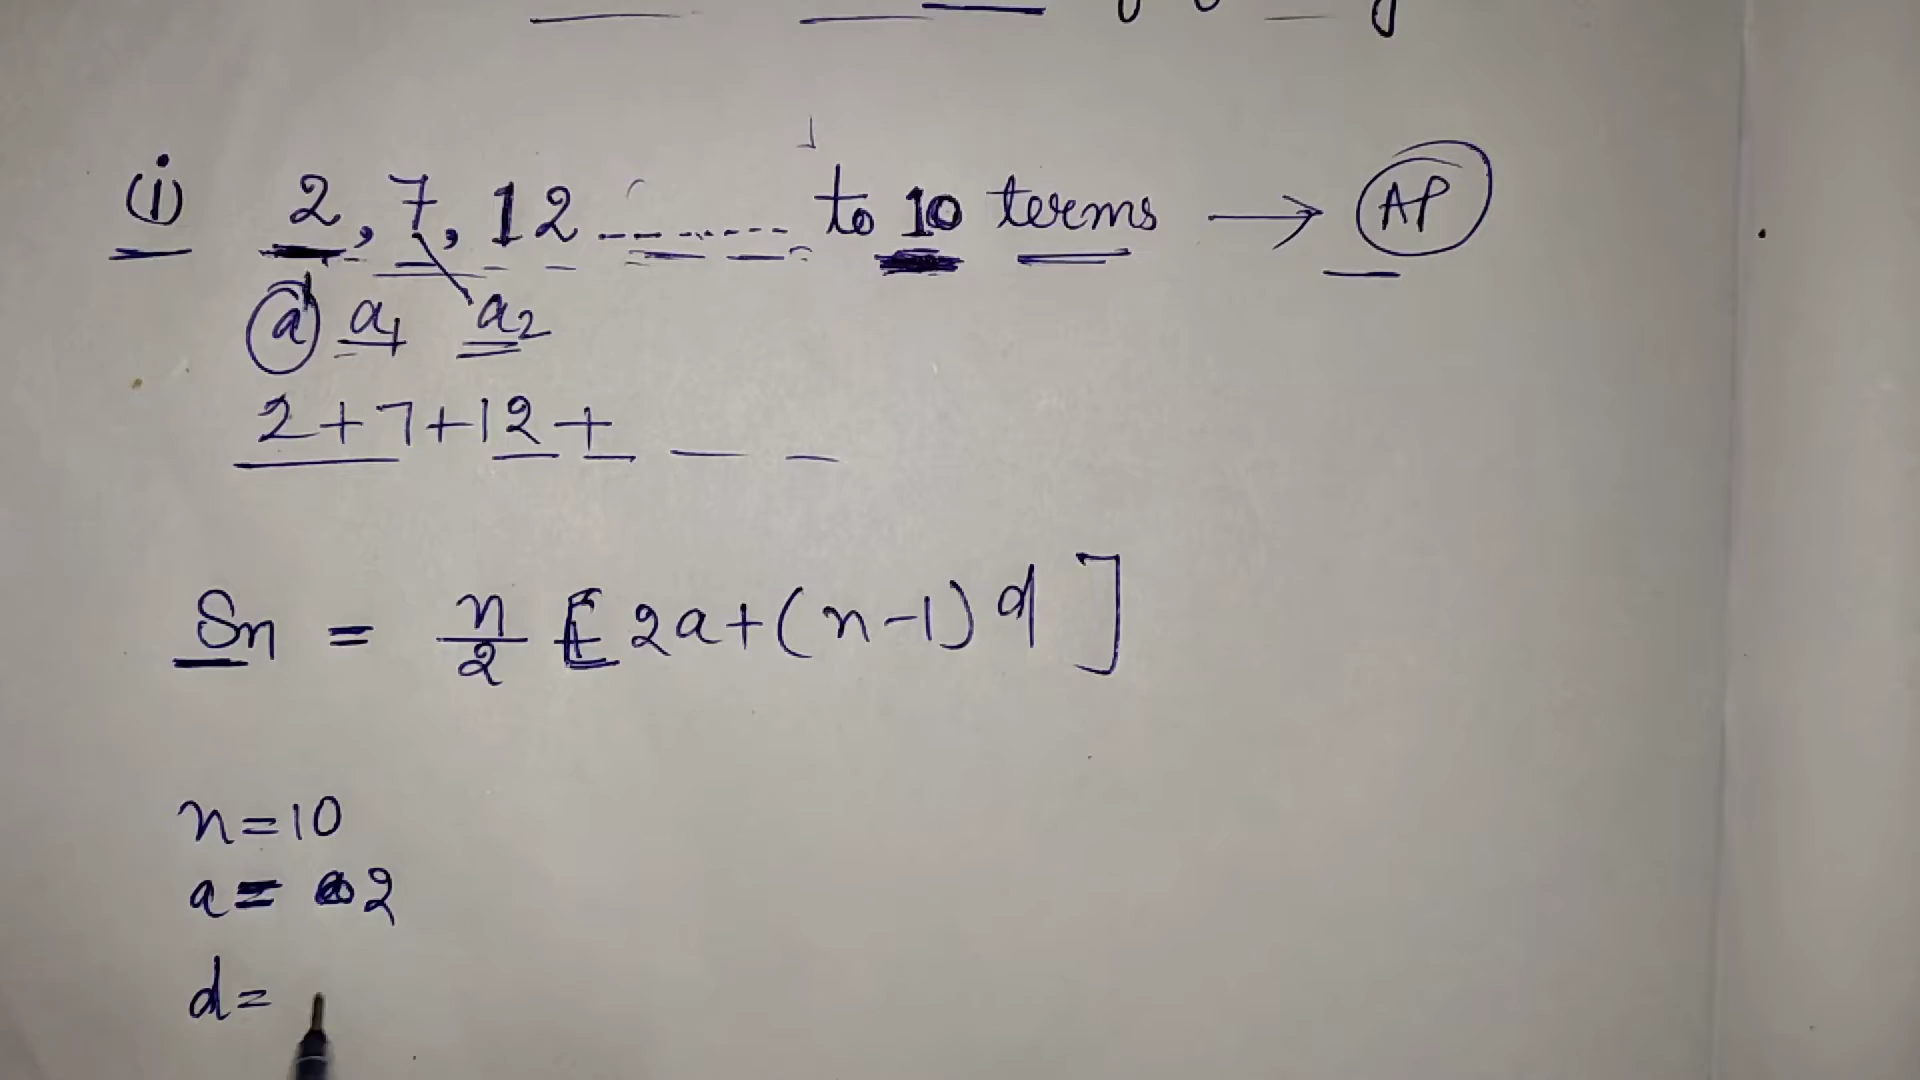 (i) 2, 7, 12 ---------- to 10 terms → AP
a a1 a2
2+7+12+ _ _
Sn = n/2 [2a+(n-1)d]
n=10
a= 2
d=